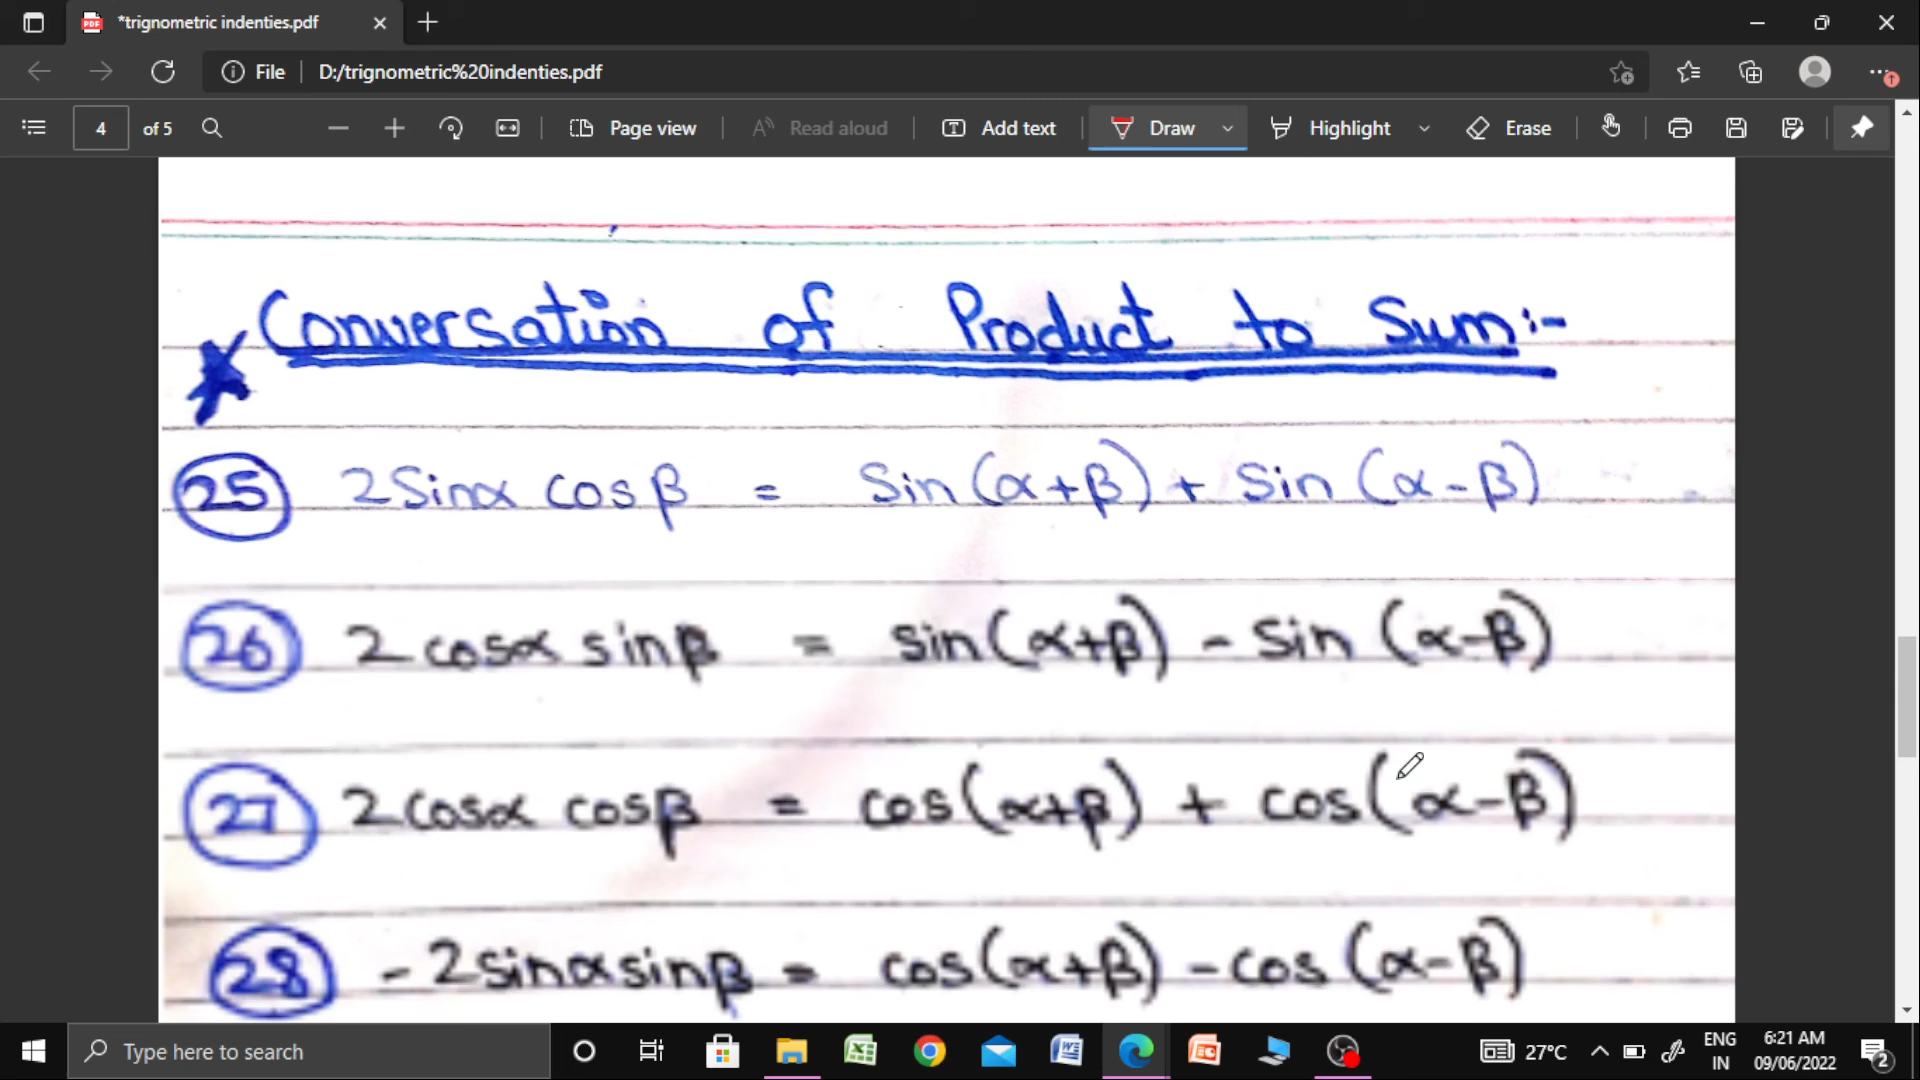 *trignometric indenties.pdf
File D:/trignometric%20indenties.pdf
4 of 5 Page view Read aloud Add text Draw Highlight Erase
Conversation of Product to Sum:-
25 2Sinα cosβ = Sin(α+β) + Sin (α-β)
26 2 cosα sinβ = sin(α+β) - Sin (α-β)
27 2cosα cosβ = cos(α+β) + cos(α-β)
28 - 2sinαsinβ = cos(α+β) -cos (α-β)
Type here to search 27°C ENG IN 6:21 AM 09/06/2022 2